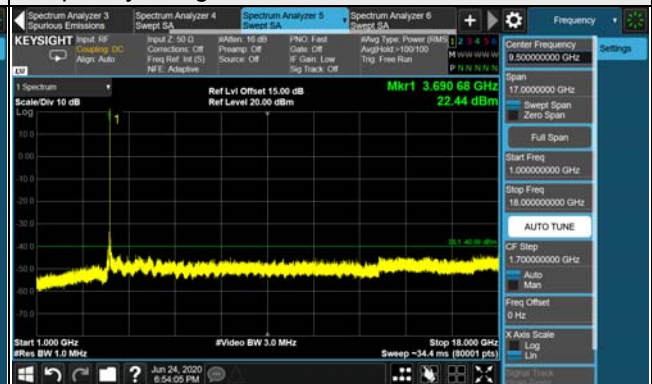 Spectrum Analyzer 3
Spurious Emissions
Spectrum Analyzer 4
Swept SA
Spectrum Analyzer 5
Swept SA
Spectrum Analyzer 6
Swept SA
+
Frequency
KEYSIGHT
Input: RF
Coupling: DC
Align: Auto
Input Z: 50 Ω
Corrections: Off
Freq Ref: Int (S)
NFE: Adaptive
#Atten: 16 dB
Preamp: Off
Source: Off
PNO: Fast
Gate: Off
IF Gain: Low
Sig Track: Off
#Avg Type: Power (RMS)
Avg|Hold >100/100
Trig: Free Run
1 2 3 4 5 6
M W W W W W
P N N N N N
LXI
Center Frequency
9.500000000 GHz
Settings
Span
17.0000000 GHz
Swept Span
Zero Span
Full Span
Start Freq
1.000000000 GHz
Stop Freq
18.000000000 GHz
AUTO TUNE
CF Step
1.700000000 GHz
Auto
Man
Freq Offset
0 Hz
X Axis Scale
Log
Lin
Signal Track
1 Spectrum
Scale/Div 10 dB
Ref Lvl Offset 15.00 dB
Ref Level 20.00 dBm
Mkr1 3.690 68 GHz
22.44 dBm
Log
1
10.0
0.00
-10.0
-20.0
-30.0
-40.0
DL1 -40.00 dBm
-50.0
-60.0
-70.0
Start 1.000 GHz
#Video BW 3.0 MHz
Stop 18.000 GHz
#Res BW 1.0 MHz
Sweep ~34.4 ms (80001 pts)
?
Jun 24, 2020
6:54:05 PM